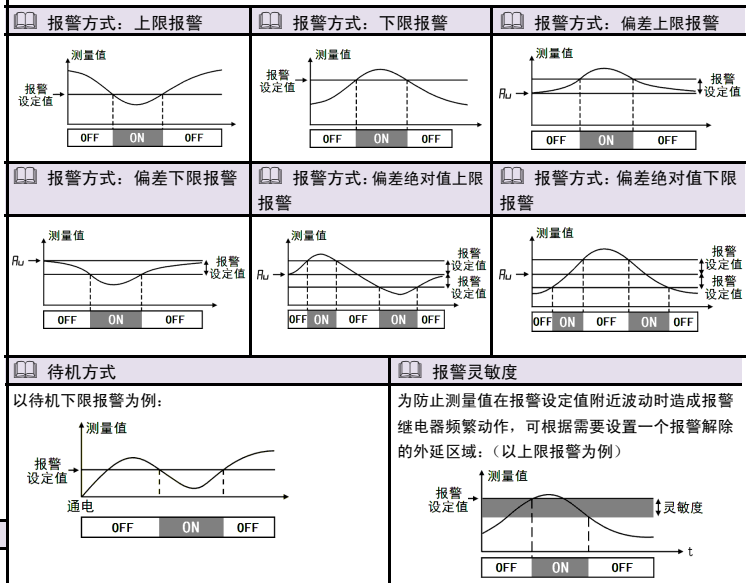 报警方式：上限报警
测量值
报警
设定值
OFF ON OFF
报警方式：下限报警
测量值
报警
设定值
OFF ON OFF
报警方式：偏差上限报警
测量值
报警
设定值
OFF ON OFF
报警方式：偏差下限报警
测量值
报警
设定值
OFF ON OFF
报警方式：偏差绝对值上限
报警
测量值
报警
设定值
报警
设定值
OFF ON OFF ON OFF
报警方式：偏差绝对值下限
报警
测量值
报警
设定值
报警
设定值
OFF ON OFF ON OFF
待机方式
以待机下限报警为例：
测量值
报警
设定值
通电
OFF ON OFF
报警灵敏度
为防止测量值在报警设定值附近波动时造成报警
继电器频繁动作，可根据需要设置一个报警解除
的外延区域：（以上限报警为例）
测量值
报警
设定值
灵敏度
t
OFF ON OFF